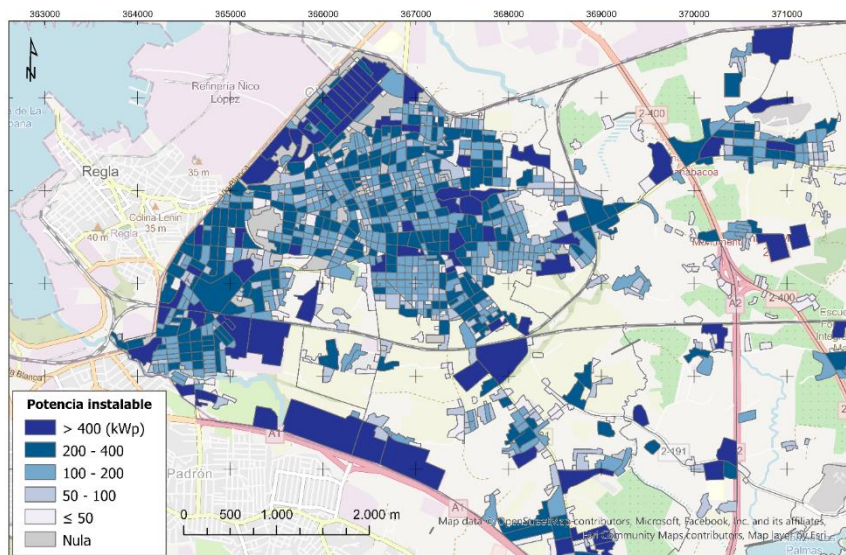 363000 364000 365000 366000 367000 368000 369000 370000 371000
N
Refinería Ñico
López
2-400
Regla
35 m
Colina Lenin
35 m
40 m
Regla
A2
2-400
Potencia instalable
> 400 (kWp)
200 - 400
100 - 200
50 - 100
≤ 50
Nula
A1
Padrón
2-191
A1
0 500 1.000 2.000 m
Map data © OpenStreetMap contributors, Microsoft, Facebook, Inc. and its affiliates,
Esri Community Maps contributors, Map layer by Esri
Palmas